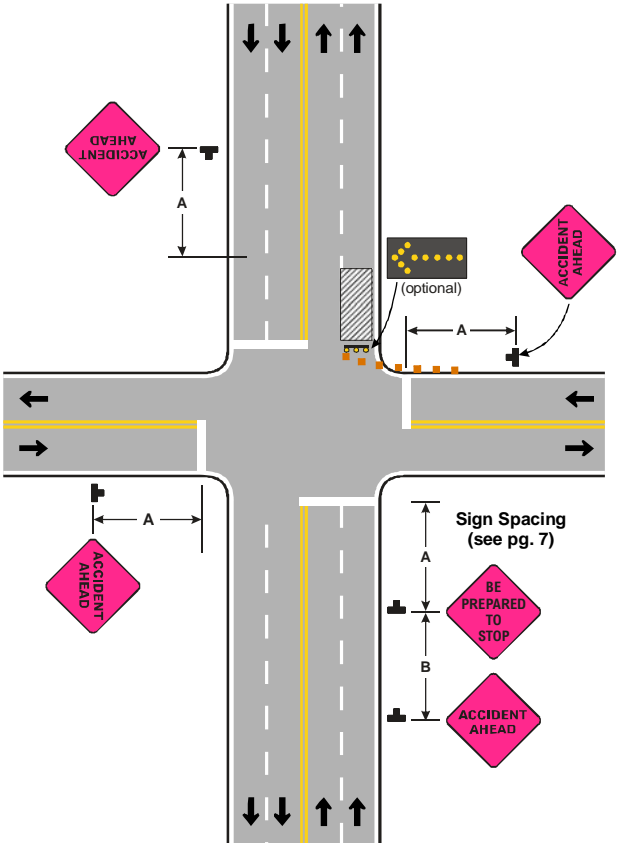 ACCIDENT
AHEAD
A
ACCIDENT
AHEAD
(optional)
A
A
ACCIDENT
AHEAD
Sign Spacing
(see pg. 7)
A
BE
PREPARED
TO
STOP
B
ACCIDENT
AHEAD